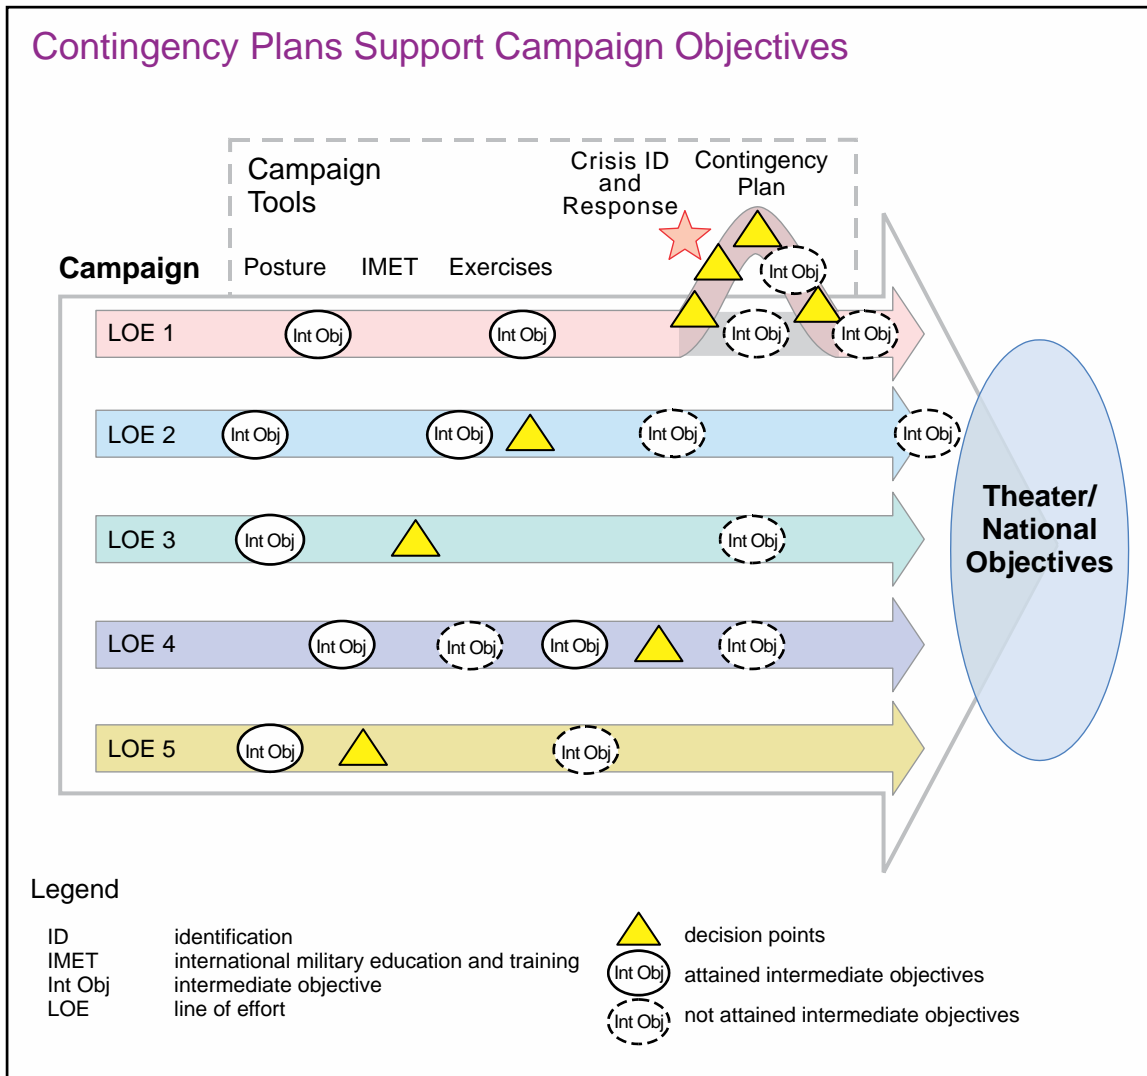 Contingency Plans Support Campaign Objectives
Campaign
Tools
Crisis ID
and
Response
Contingency
Plan
Campaign
Posture
IMET
Exercises
Int Obj
LOE 1
Int Obj
Int Obj
Int Obj
Int Obj
LOE 2
Int Obj
Int Obj
Int Obj
Int Obj
LOE 3
Int Obj
Int Obj
LOE 4
Int Obj
Int Obj
Int Obj
Int Obj
LOE 5
Int Obj
Int Obj
Theater/
National
Objectives
Legend
ID identification
IMET international military education and training
Int Obj intermediate objective
LOE line of effort
decision points
Int Obj attained intermediate objectives
Int Obj not attained intermediate objectives